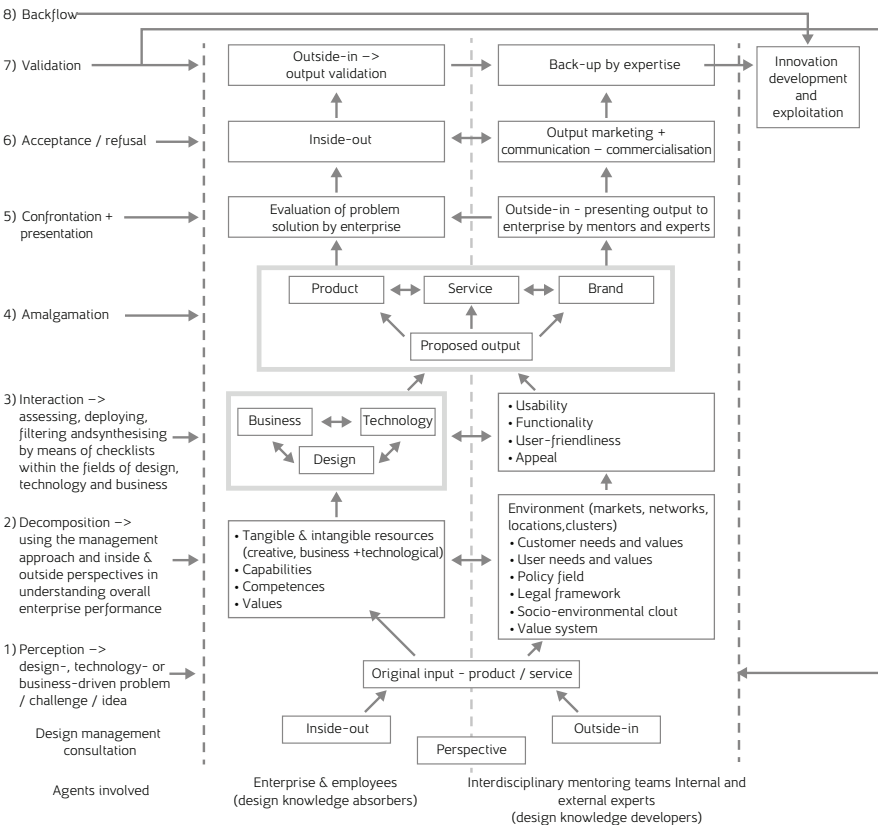 8) Backflow
7) Validation
Outside-in –>
output validation
Back-up by expertise
Innovation
development
and
exploitation
6) Acceptance / refusal
Inside-out
Output marketing +
communication – commercialisation
5) Confrontation +
presentation
Evaluation of problem
solution by enterprise
Outside-in - presenting output to
enterprise by mentors and experts
4) Amalgamation
Product
Service
Brand
Proposed output
3) Interaction –>
assessing, deploying,
filtering andsynthesising
by means of checklists
within the fields of design,
technology and business
Business
Technology
Design
• Usability
• Functionality
• User-friendliness
• Appeal
2) Decomposition –>
using the management
approach and inside &
outside perspectives in
understanding overall
enterprise performance
• Tangible & intangible resources
(creative, business +technological)
• Capabilities
• Competences
• Values
Environment (markets, networks,
locations,clusters)
• Customer needs and values
• User needs and values
• Policy field
• Legal framework
• Socio-environmental clout
• Value system
1) Perception –>
design-, technology- or
business-driven problem
/ challenge / idea
Original input - product / service
Design management
consultation
Inside-out
Outside-in
Perspective
Agents involved
Enterprise & employees
(design knowledge absorbers)
Interdisciplinary mentoring teams Internal and
external experts
(design knowledge developers)